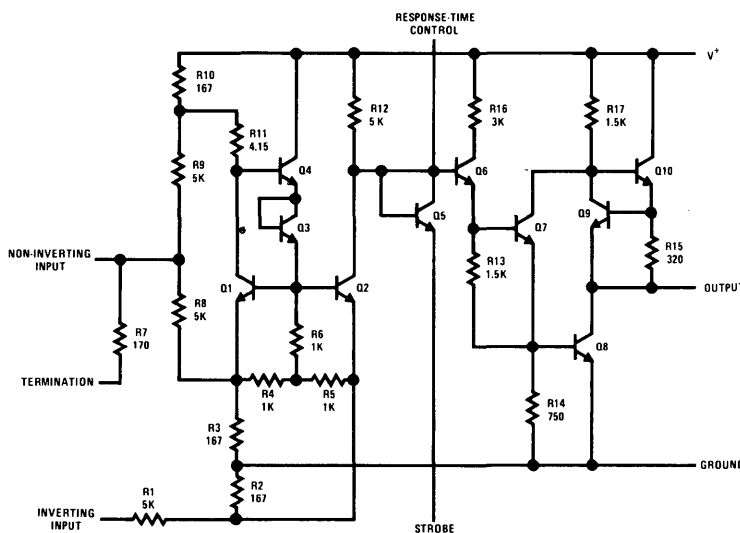 RESPONSE-TIME
CONTROL
V+
R10
167
R12
5 K
R16
3K
R17
1.5K
R11
4.15
Q4
Q6
Q10
R9
5K
Q5
Q9
Q3
Q7
R15
320
NON-INVERTING
INPUT
R13
1.5K
Q1
Q2
OUTPUT
R8
5K
R7
170
R6
1K
Q8
TERMINATION
R4
1K
R5
1K
R14
750
R3
167
GROUND
R2
167
R1
5K
INVERTING
INPUT
STROBE